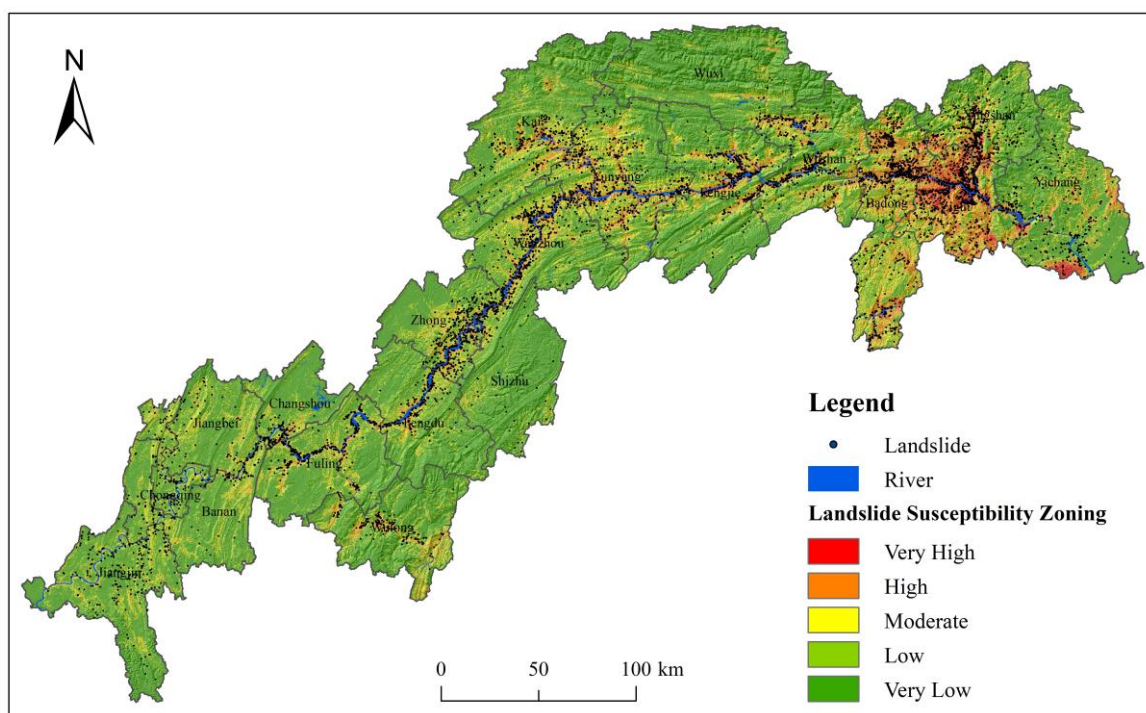 N
Wuxi
Kai
Yunyang
Wushan
Fengjie
Badong
Yichang
Wanzhou
Zhong
Shizhu
Changshou
Jiangbei
Fengdu
Fuling
Chongqing
Banan
Wulong
Jiangjin
Legend
Landslide
River
Landslide Susceptibility Zoning
Very High
High
Moderate
Low
Very Low
0 50 100 km